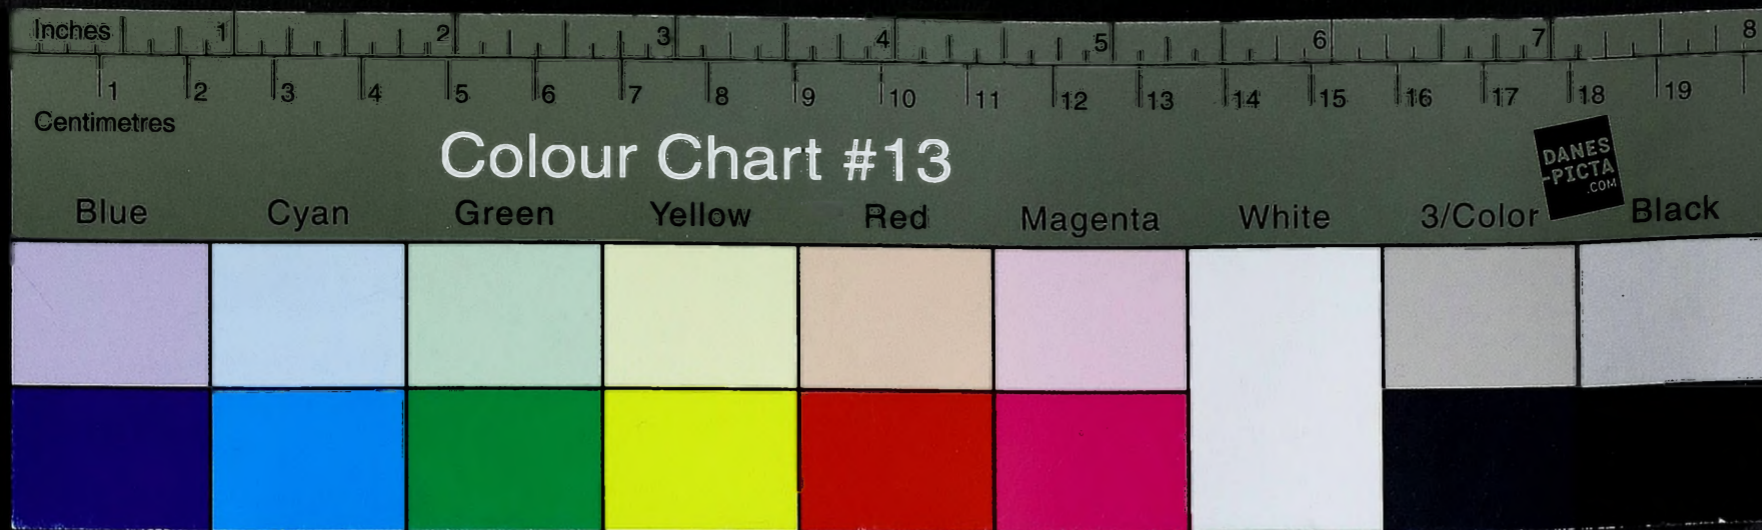 Inches 1 2 3 4 5 6 7 8
1 2 3 4 5 6 7 8 9 10 11 12 13 14 15 16 17 18 19
Centimetres
Colour Chart #13
DANES
-PICTA
.COM
Blue Cyan Green Yellow Red Magenta White 3/Color Black